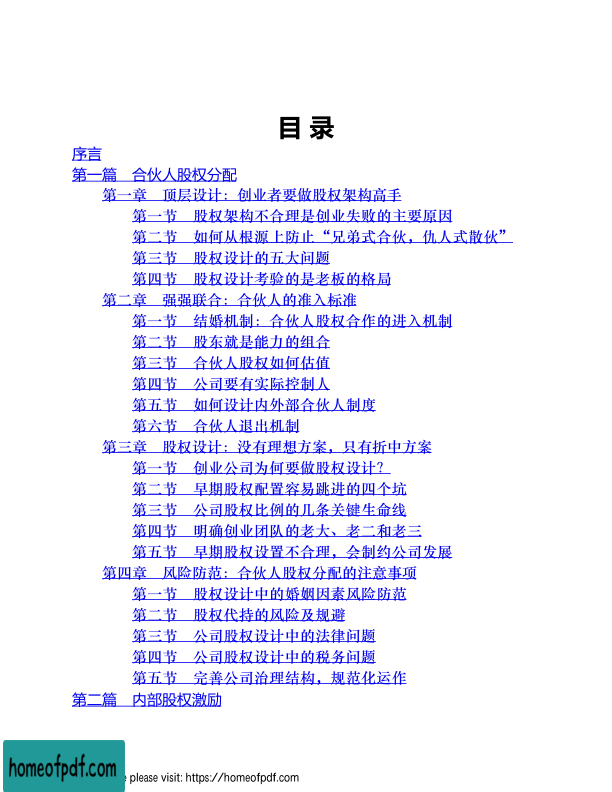 目 录
序言
第一篇　合伙人股权分配
第一章　顶层设计：创业者要做股权架构高手
第一节　股权架构不合理是创业失败的主要原因
第二节　如何从根源上防止“兄弟式合伙，仇人式散伙”
第三节　股权设计的五大问题
第四节　股权设计考验的是老板的格局
第二章　强强联合：合伙人的准入标准
第一节　结婚机制：合伙人股权合作的进入机制
第二节　股东就是能力的组合
第三节　合伙人股权如何估值
第四节　公司要有实际控制人
第五节　如何设计内外部合伙人制度
第六节　合伙人退出机制
第三章　股权设计：没有理想方案，只有折中方案
第一节　创业公司为何要做股权设计？
第二节　早期股权配置容易跳进的四个坑
第三节　公司股权比例的几条关键生命线
第四节　明确创业团队的老大、老二和老三
第五节　早期股权设置不合理，会制约公司发展
第四章　风险防范：合伙人股权分配的注意事项
第一节　股权设计中的婚姻因素风险防范
第二节　股权代持的风险及规避
第三节　公司股权设计中的法律问题
第四节　公司股权设计中的税务问题
第五节　完善公司治理结构，规范化运作
第二篇　内部股权激励
homeofpdf.com
please visit: https://homeofpdf.com